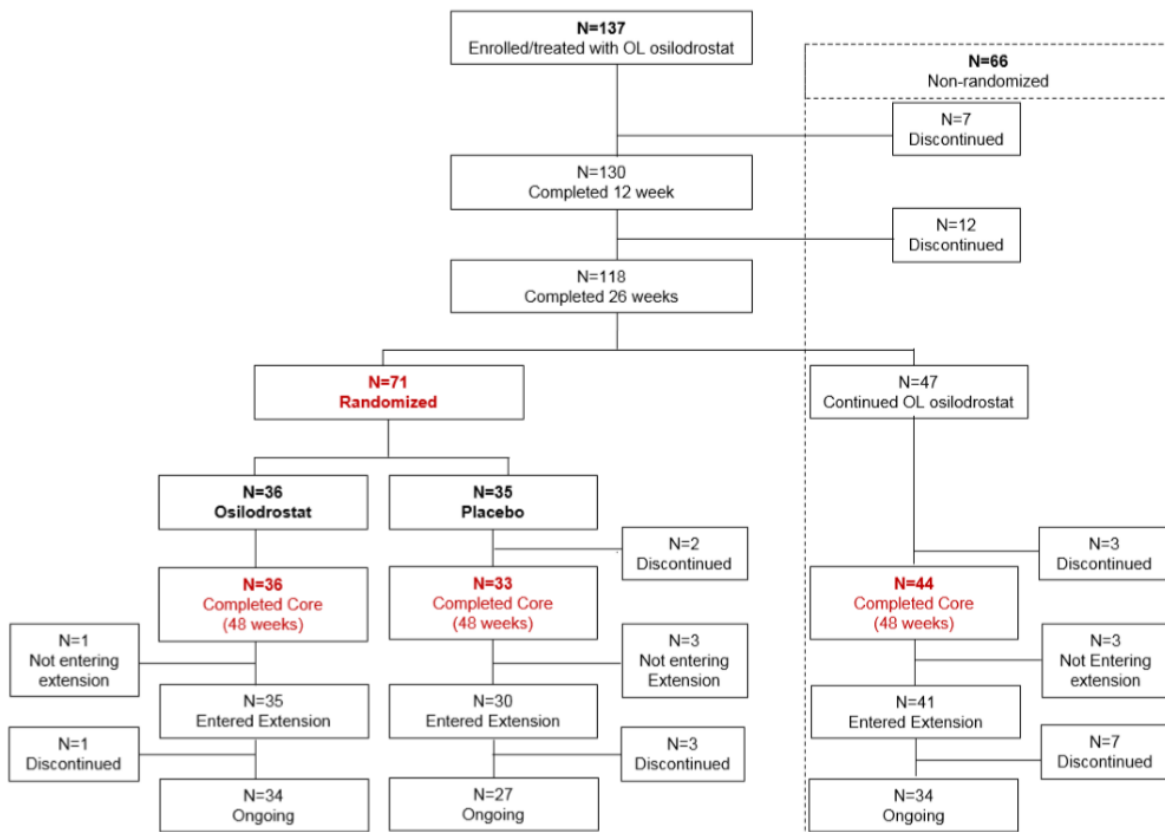 N=137
Enrolled/treated with OL osilodrostat
N=66
Non-randomized
N=7
Discontinued
N=130
Completed 12 week
N=12
Discontinued
N=118
Completed 26 weeks
N=71
Randomized
N=47
Continued OL osilodrostat
N=36
Osilodrostat
N=35
Placebo
N=2
Discontinued
N=3
Discontinued
N=36
Completed Core
(48 weeks)
N=33
Completed Core
(48 weeks)
N=44
Completed Core
(48 weeks)
N=1
Not entering
extension
N=3
Not entering
Extension
N=3
Not Entering
extension
N=35
Entered Extension
N=30
Entered Extension
N=41
Entered Extension
N=1
Discontinued
N=3
Discontinued
N=7
Discontinued
N=34
Ongoing
N=27
Ongoing
N=34
Ongoing